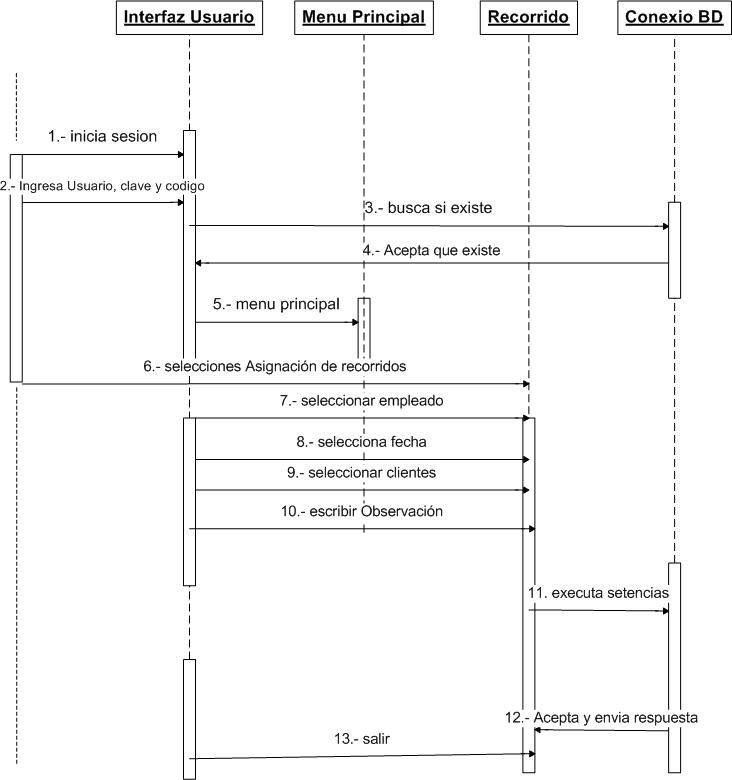 Interfaz Usuario
Menu Principal
Recorrido
Conexio BD
1.- inicia sesion
2.- Ingresa Usuario, clave y codigo
3.- busca si existe
4.- Acepta que existe
5.- menu principal
6.- selecciones Asignación de recorridos
7.- seleccionar empleado
8.- selecciona fecha
9.- seleccionar clientes
10.- escribir Observación
11. executa setencias
12.- Acepta y envia respuesta
13.- salir